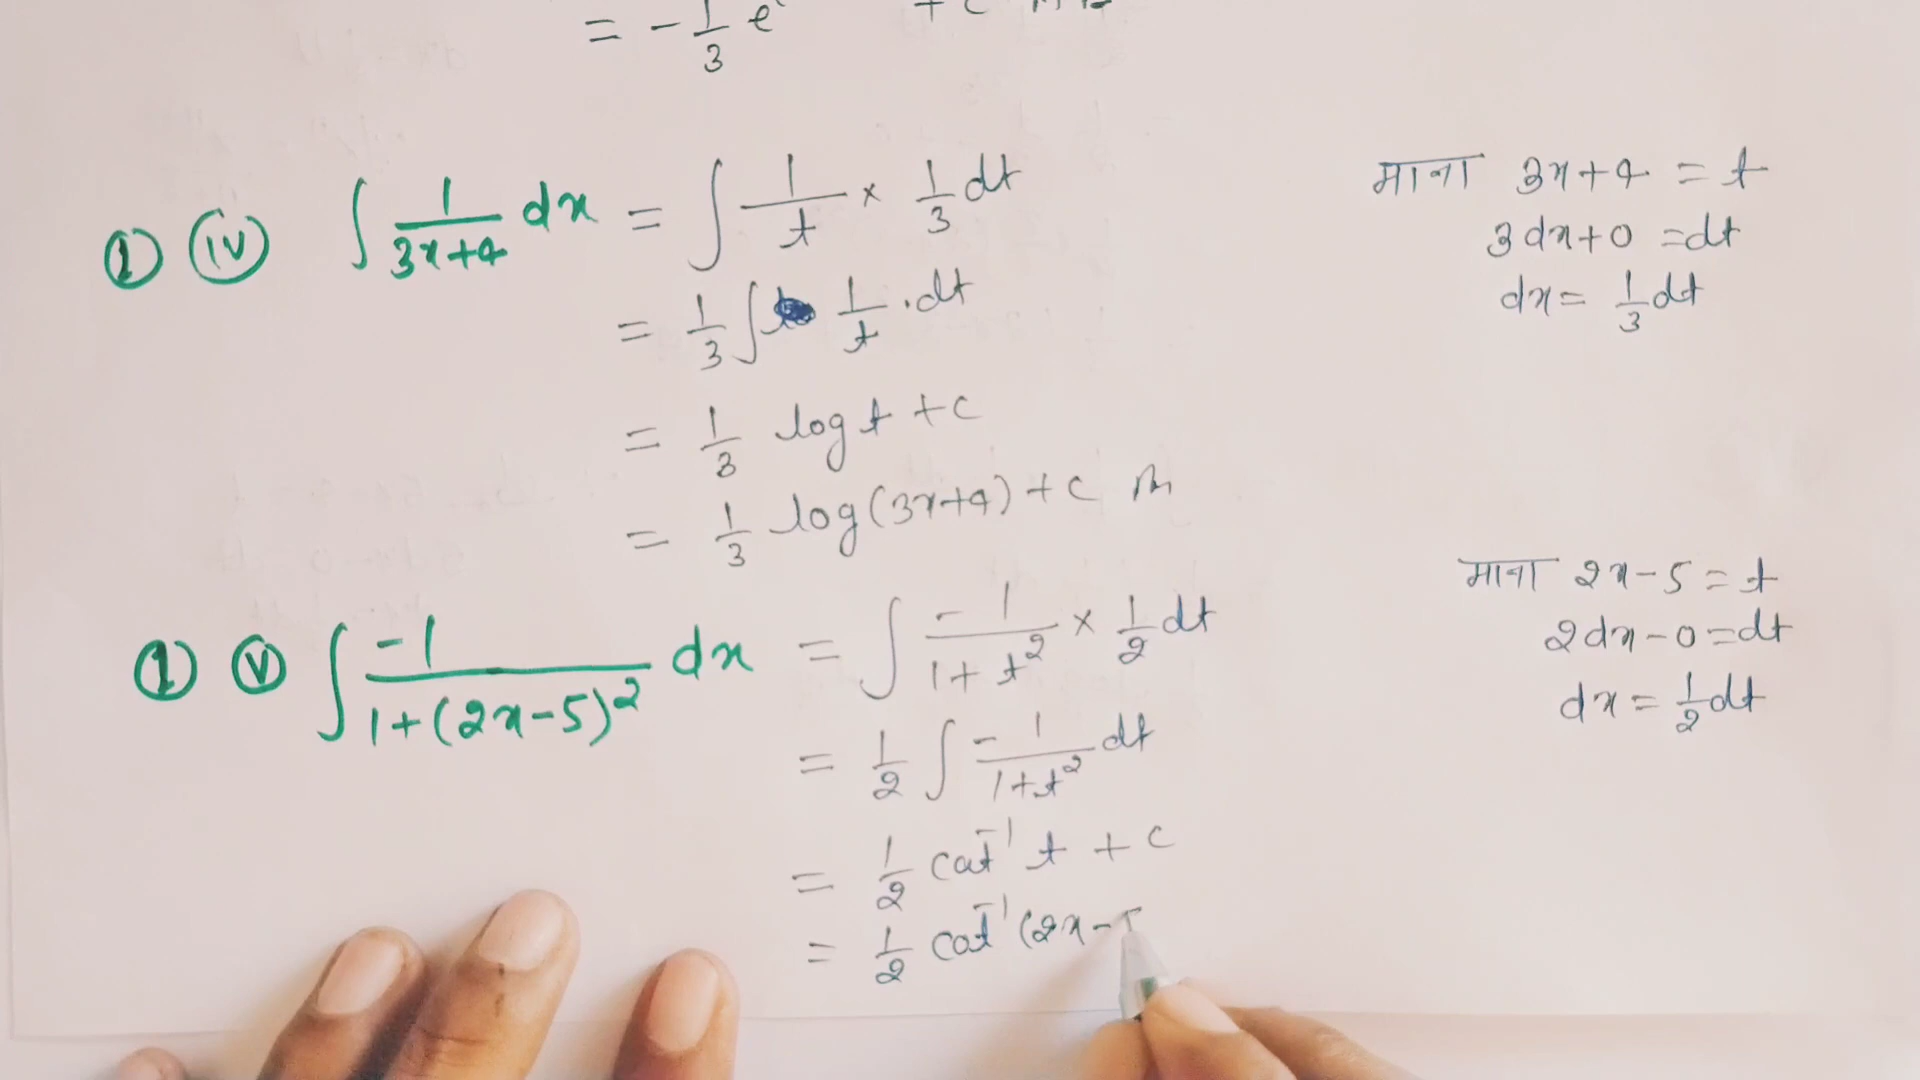 = -1/3 e + c
① (iv) ∫ 1/(3x+4) dx = ∫ 1/t × 1/3 dt
माना 3x+4 = t
3dx+0 = dt
dx = 1/3 dt
= 1/3 ∫ 1/t . dt
= 1/3 log t + c
= 1/3 log(3x+4) + c
① (v) ∫ -1/(1+(2x-5)²) dx = ∫ -1/(1+t²) × 1/2 dt
माना 2x-5 = t
2dx-0 = dt
dx = 1/2 dt
= 1/2 ∫ -1/(1+t²) dt
= 1/2 cot⁻¹ t + c
= 1/2 cot⁻¹ (2x-5